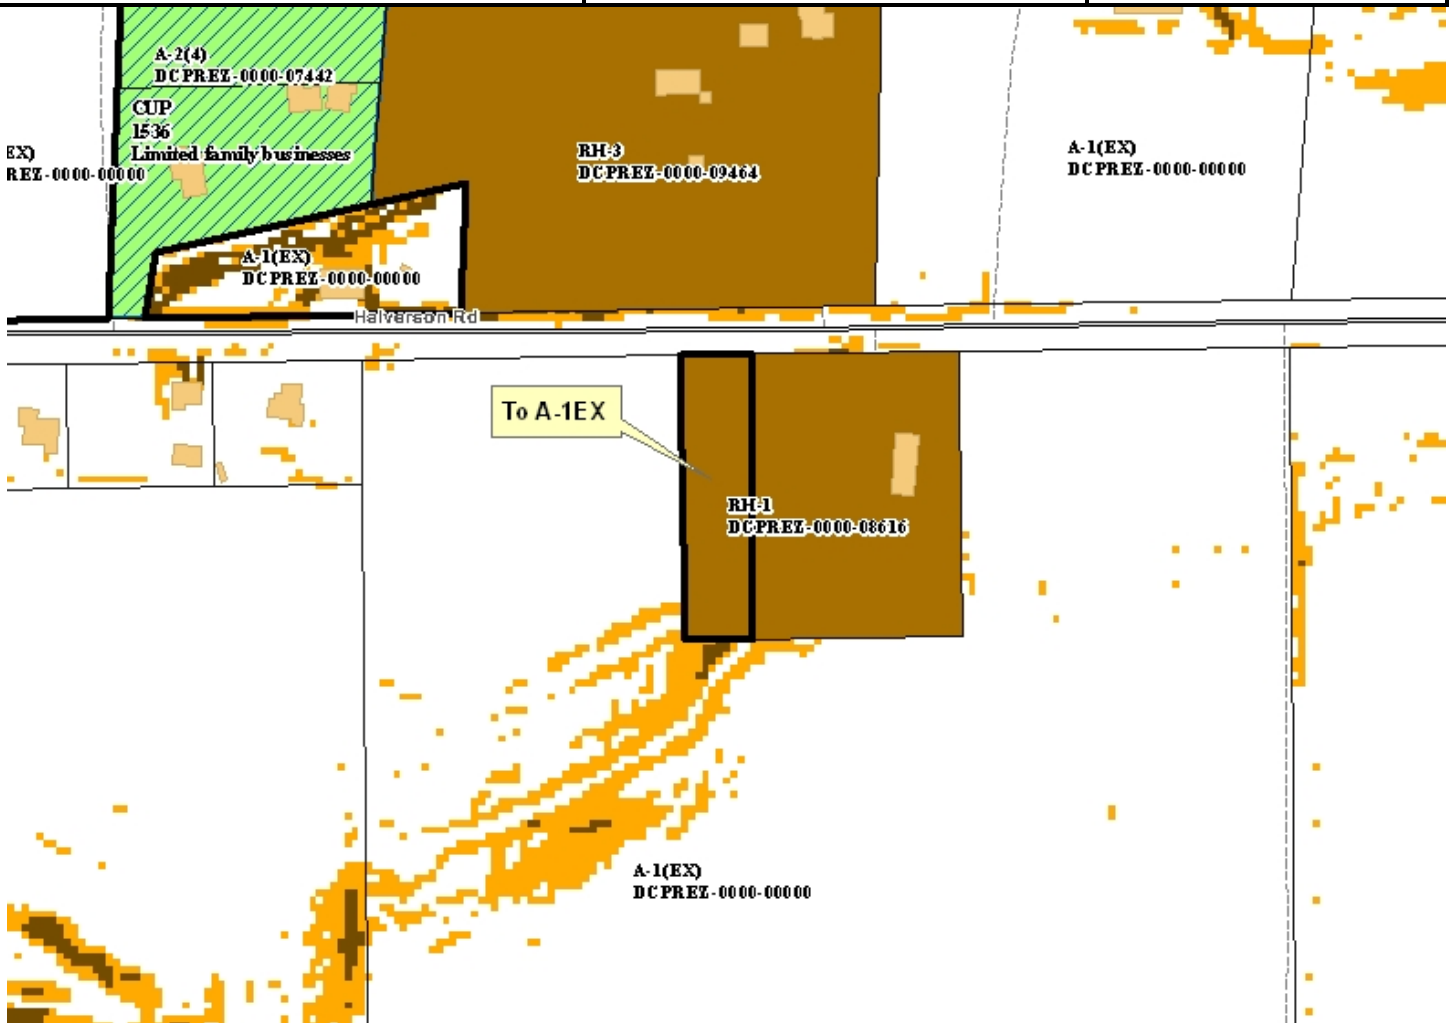 A-2(4)
DCPREZ-0000-07442
CUP
1536
Limited family businesses
EX)
REZ-0000-00000
RH-3
DCPREZ-0000-09464
A-1(EX)
DCPREZ-0000-00000
A-1(EX)
DCPREZ-0000-00000
Halverson Rd
To A-1EX
RH-1
DCPREZ-0000-08616
A-1(EX)
DCPREZ-0000-00000